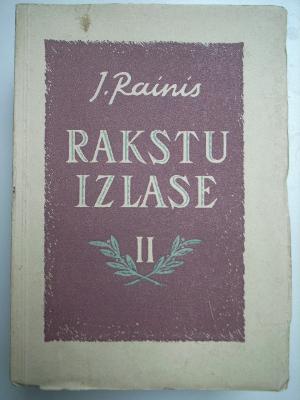 J. Rainis
RAKSTU
IZLASE
II